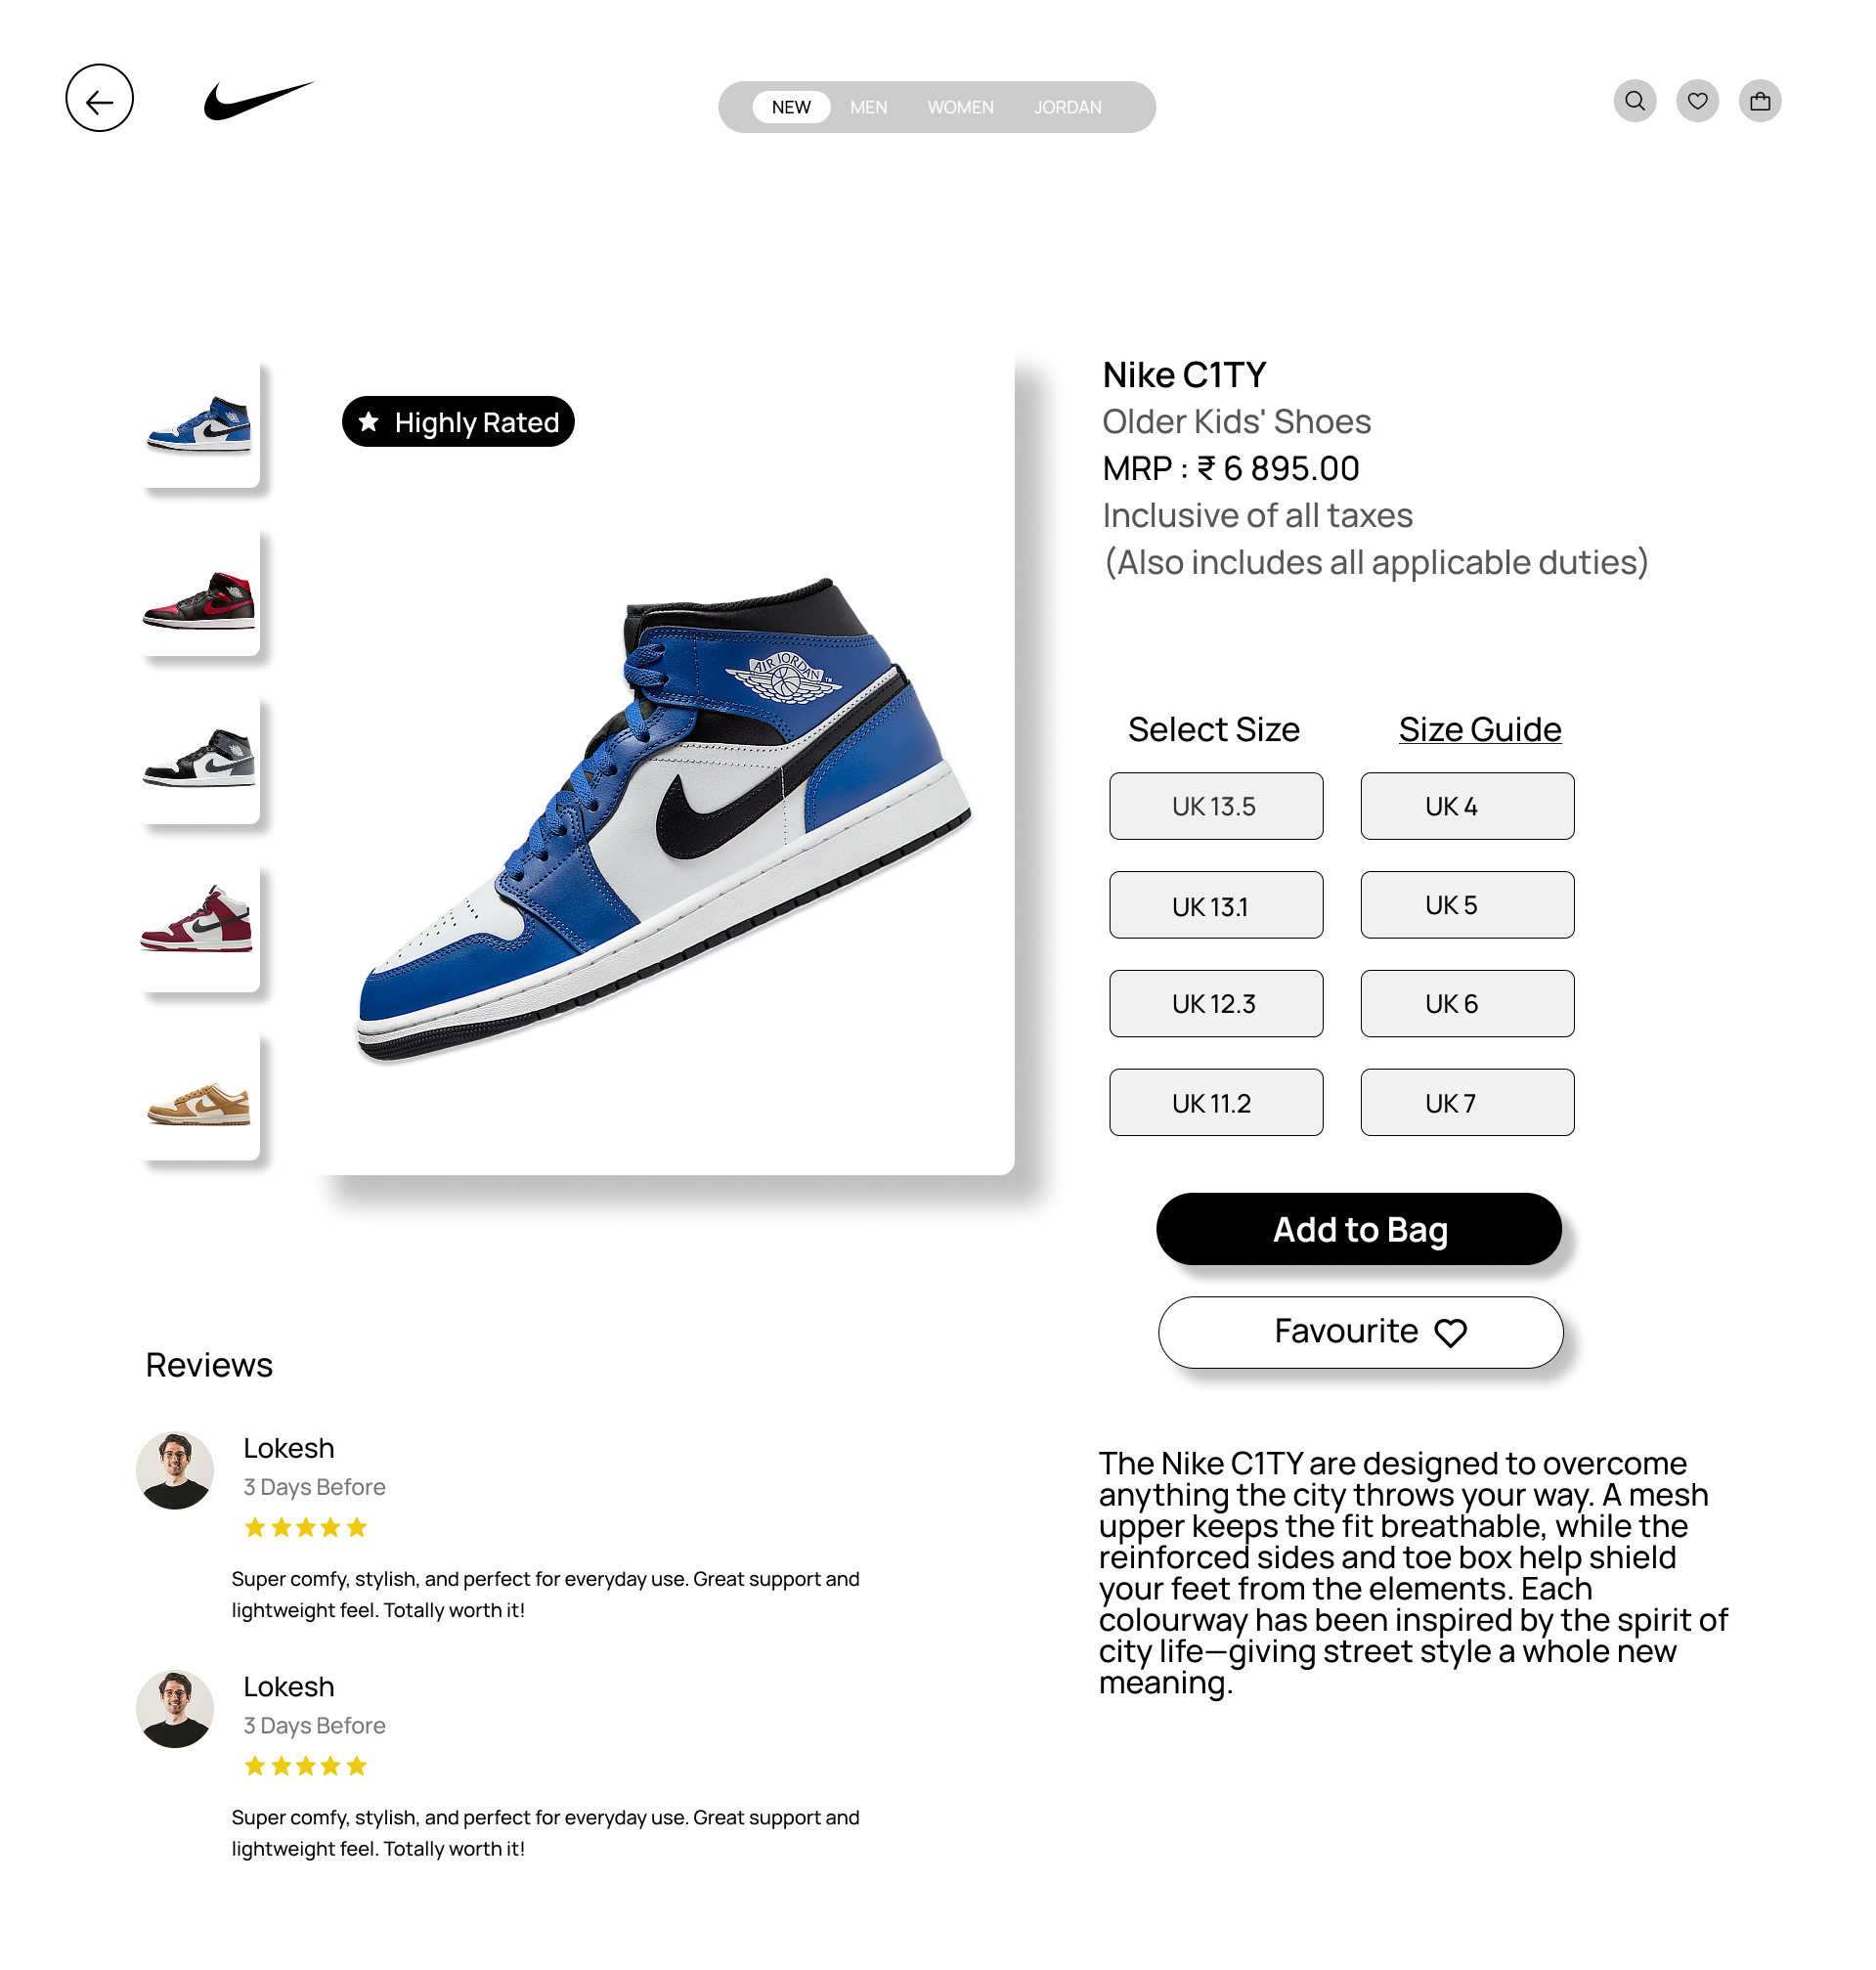 NEW MEN WOMEN JORDAN
Highly Rated
AIR JORDAN
TM
Nike C1TY
Older Kids' Shoes
MRP : ₹ 6 895.00
Inclusive of all taxes
(Also includes all applicable duties)
Select Size Size Guide
UK 13.5 UK 4
UK 13.1 UK 5
UK 12.3 UK 6
UK 11.2 UK 7
Add to Bag
Favourite
Reviews
Lokesh
3 Days Before
Super comfy, stylish, and perfect for everyday use. Great support and
lightweight feel. Totally worth it!
Lokesh
3 Days Before
Super comfy, stylish, and perfect for everyday use. Great support and
lightweight feel. Totally worth it!
The Nike C1TY are designed to overcome
anything the city throws your way. A mesh
upper keeps the fit breathable, while the
reinforced sides and toe box help shield
your feet from the elements. Each
colourway has been inspired by the spirit of
city life—giving street style a whole new
meaning.